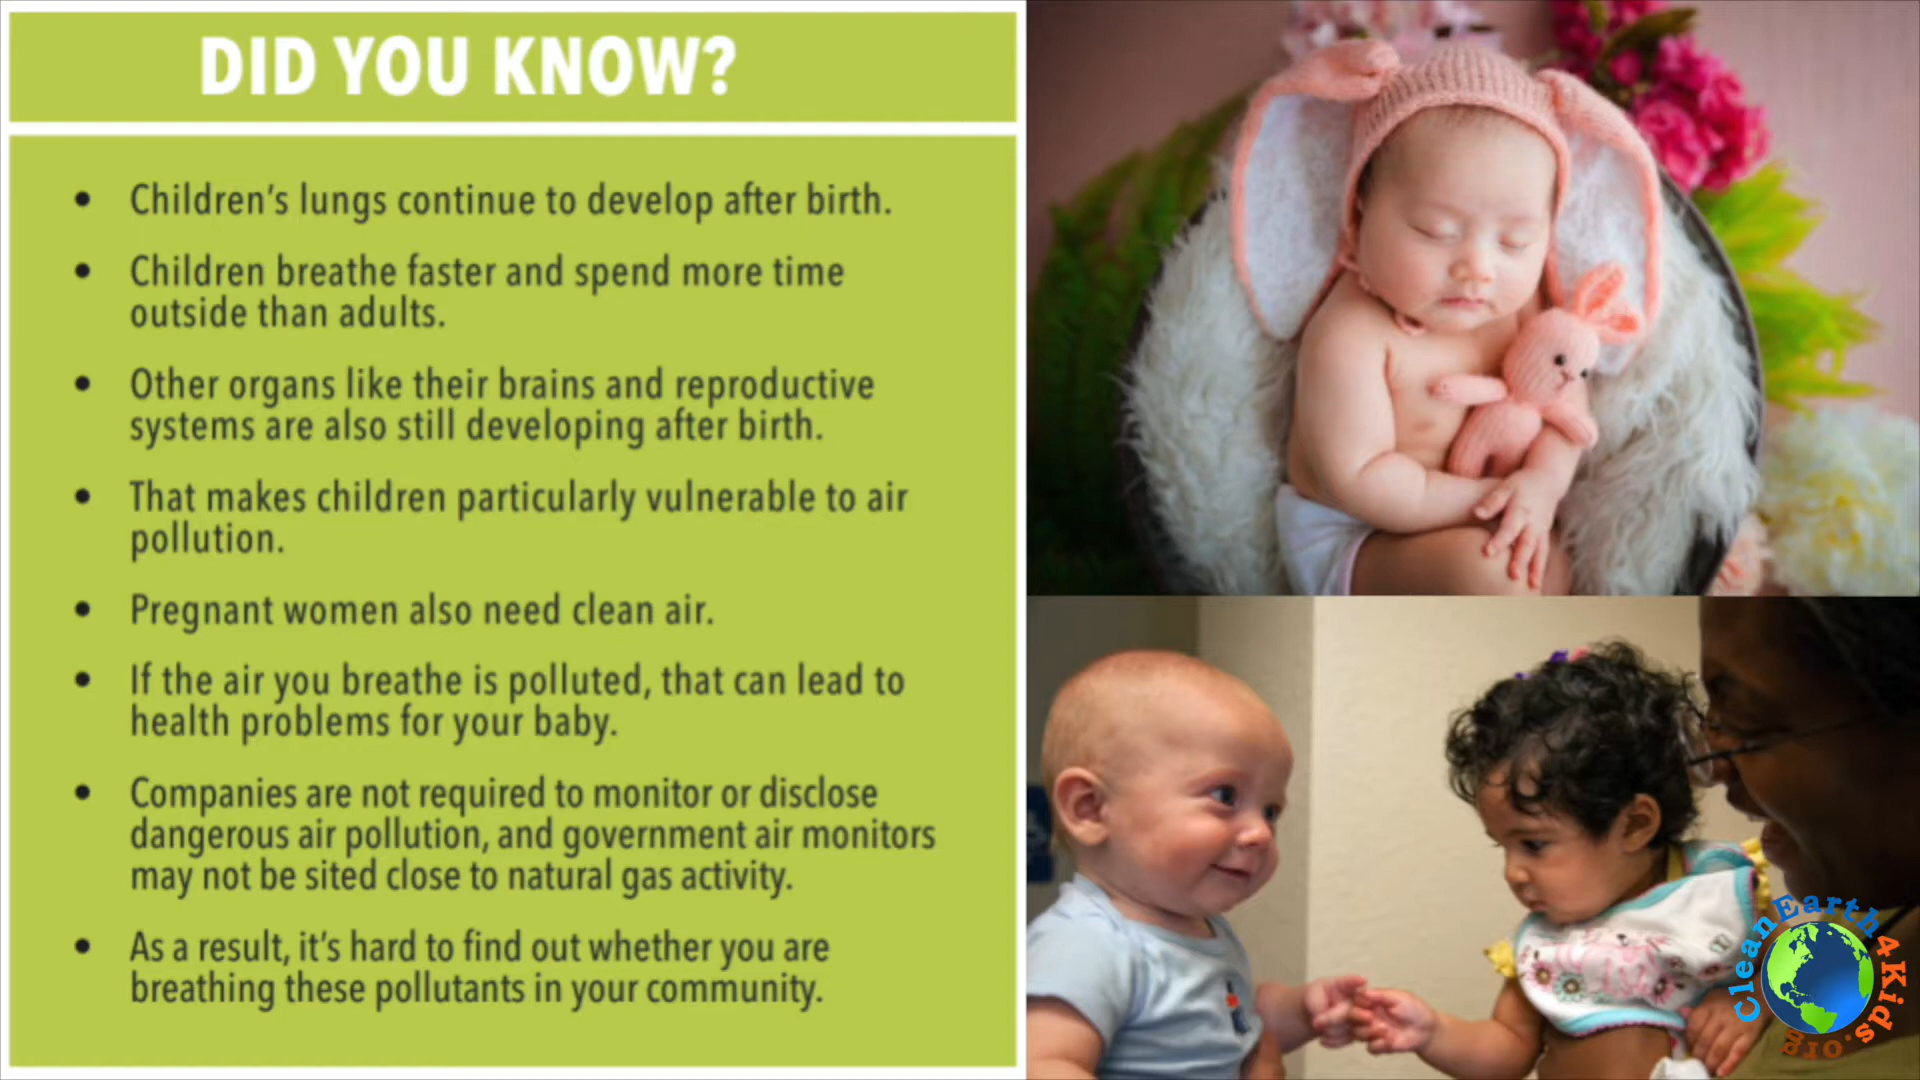 DID YOU KNOW?
• Children’s lungs continue to develop after birth.
• Children breathe faster and spend more time
outside than adults.
• Other organs like their brains and reproductive
systems are also still developing after birth.
• That makes children particularly vulnerable to air
pollution.
• Pregnant women also need clean air.
• If the air you breathe is polluted, that can lead to
health problems for your baby.
• Companies are not required to monitor or disclose
dangerous air pollution, and government air monitors
may not be sited close to natural gas activity.
• As a result, it’s hard to find out whether you are
breathing these pollutants in your community.
CleanEarth4Kids.org